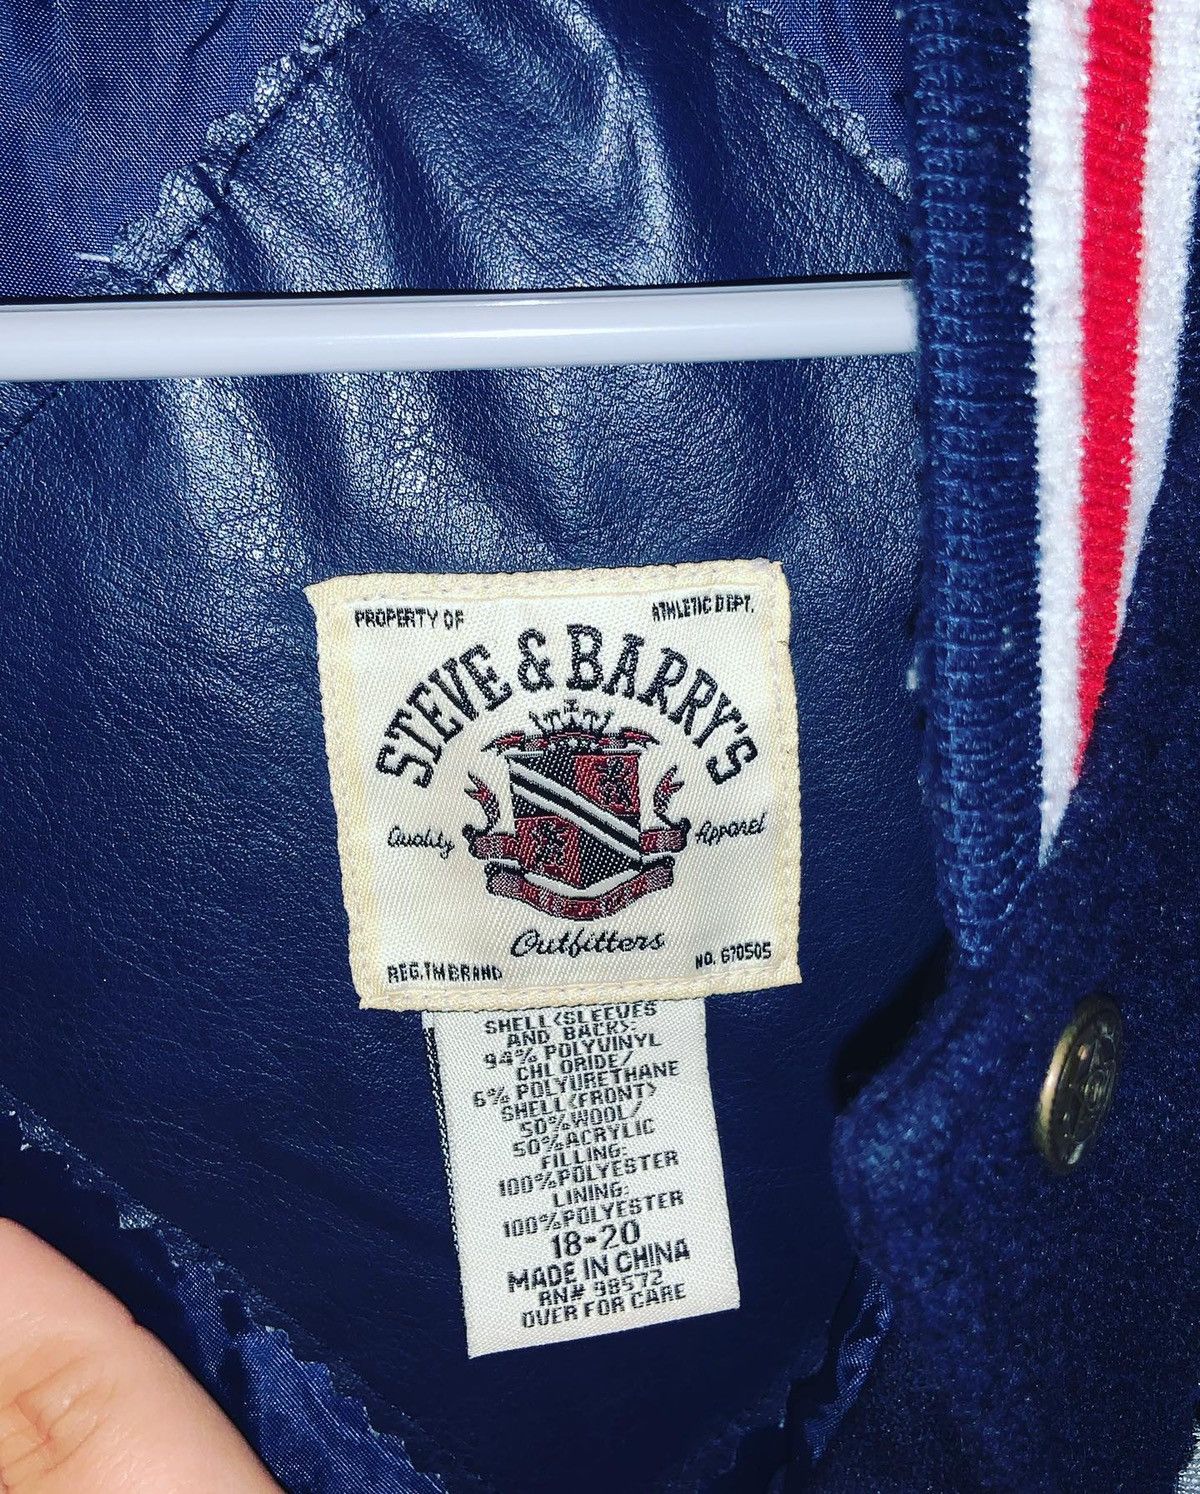 PROPERTY OF ATHLETIC DEPT.
STEVE & BARRY'S
Quality Apparel
Outfitters
REG.TM BRAND NO. 670505
SHELL<SLEEVES
AND BACK>:
94% POLYVINYL
CHLORIDE/
6% POLYURETHANE
SHELL<FRONT>
50%WOOL/
50%ACRYLIC
FILLING:
100%POLYESTER
LINING:
100%POLYESTER
18-20
MADE IN CHINA
RN# 98572
OVER FOR CARE